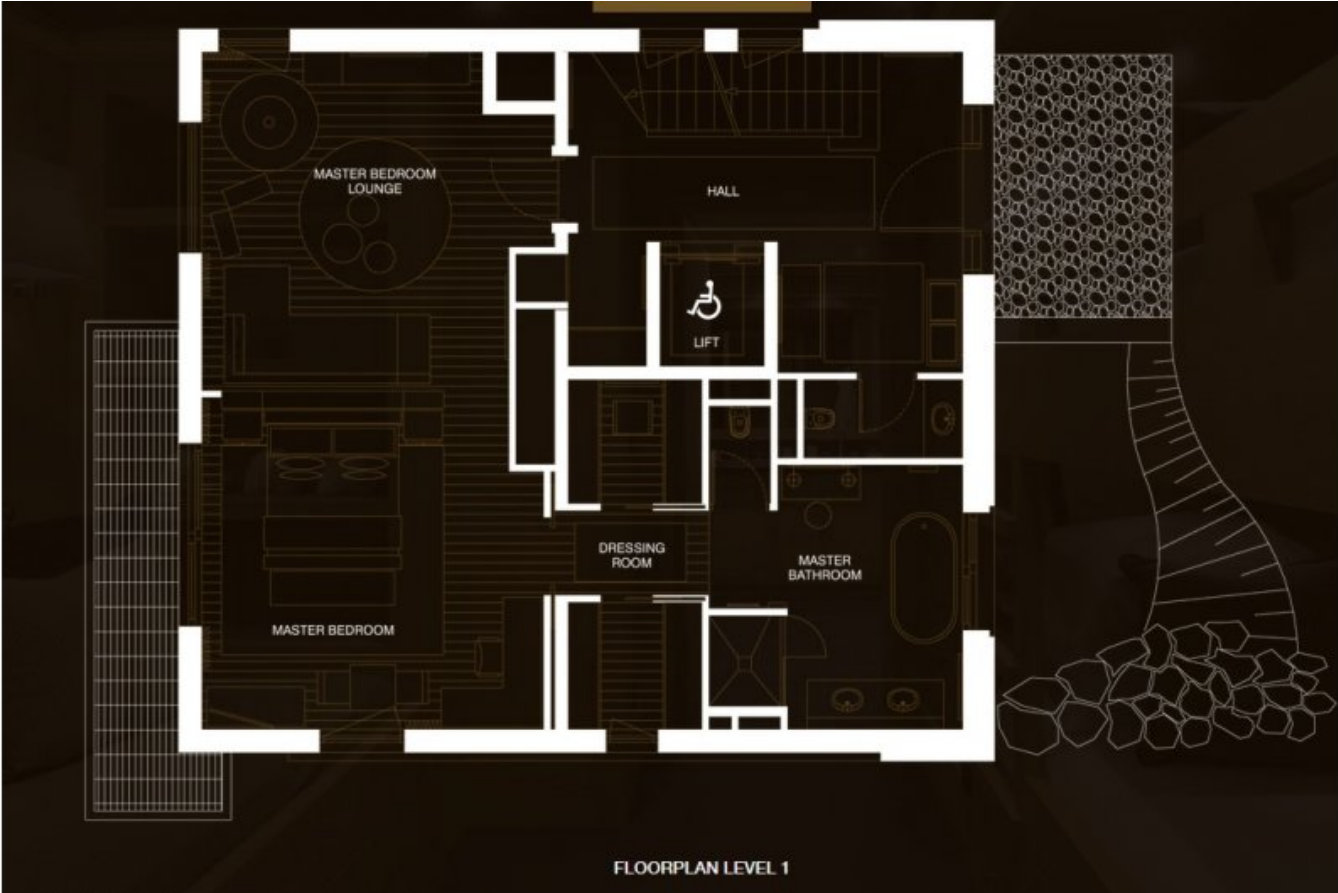 MASTER BEDROOM
LOUNGE
HALL
LIFT
DRESSING
ROOM
MASTER
BATHROOM
MASTER BEDROOM
FLOORPLAN LEVEL 1